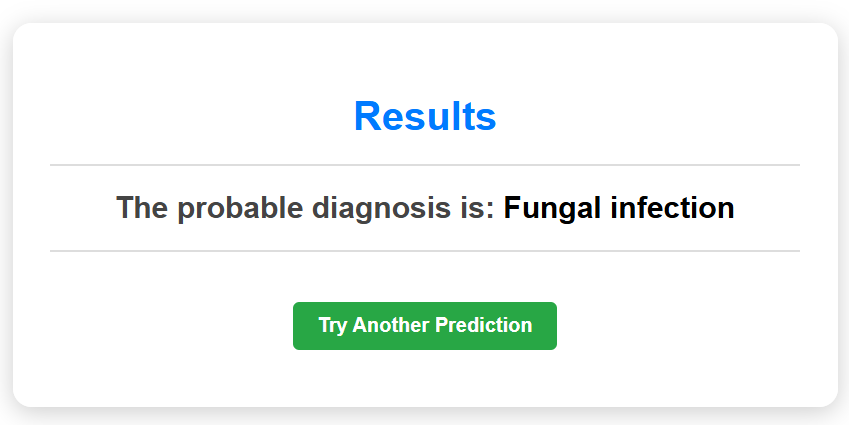 Results
The probable diagnosis is: Fungal infection
Try Another Prediction